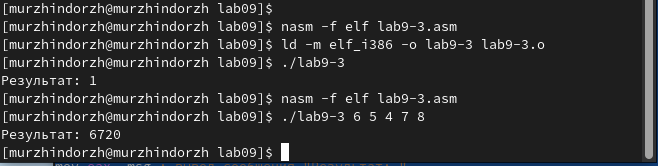 [murzhindorzh@murzhindorzh lab09]$
[murzhindorzh@murzhindorzh lab09]$ nasm -f elf lab9-3.asm
[murzhindorzh@murzhindorzh lab09]$ ld -m elf_i386 -o lab9-3 lab9-3.o
[murzhindorzh@murzhindorzh lab09]$ ./lab9-3
Результат: 1
[murzhindorzh@murzhindorzh lab09]$ nasm -f elf lab9-3.asm
[murzhindorzh@murzhindorzh lab09]$ ./lab9-3 6 5 4 7 8
Результат: 6720
[murzhindorzh@murzhindorzh lab09]$